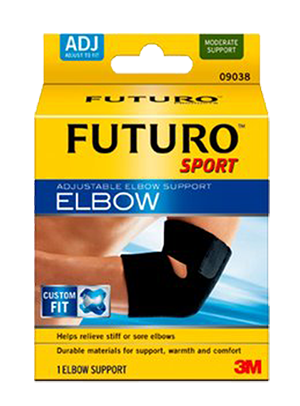 ADJ
ADJUST TO FIT
MODERATE
SUPPORT
09038
FUTURO
FUTURO™
SPORT
ADJUSTABLE ELBOW SUPPORT
ELBOW
CUSTOM
FIT
Helps relieve stiff or sore elbows
Durable materials for support, warmth and comfort
1 ELBOW SUPPORT
3M